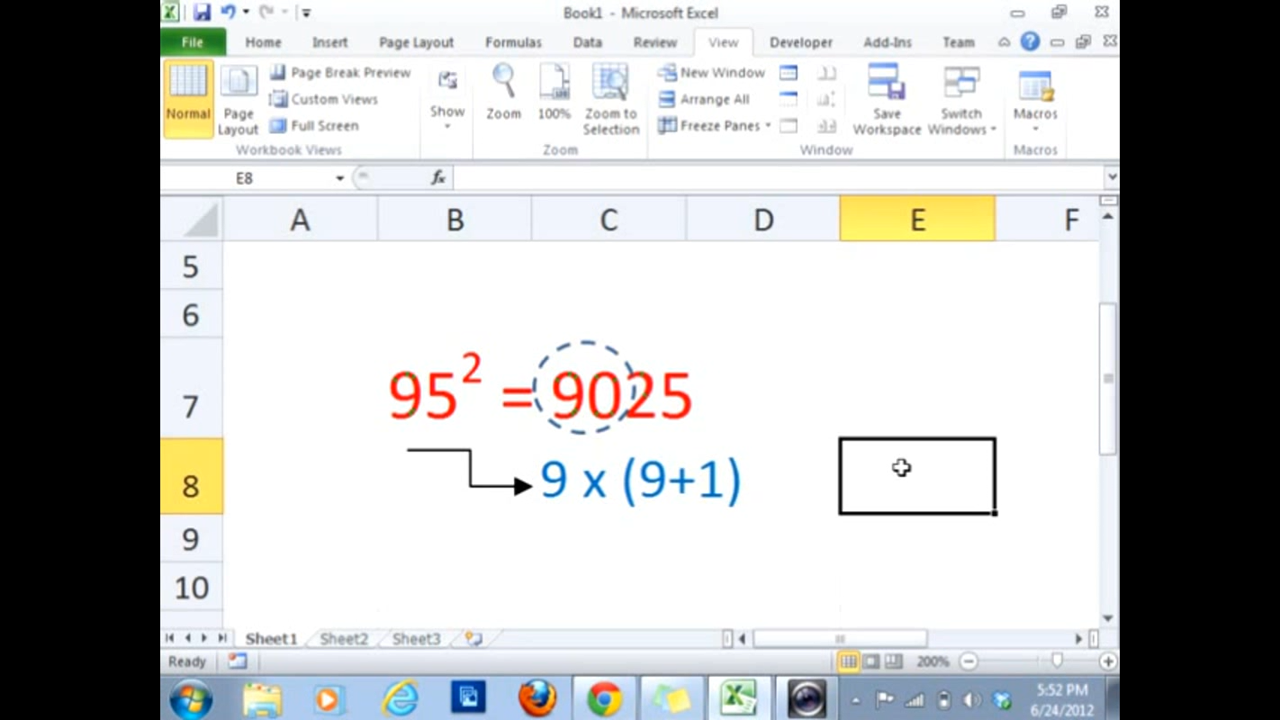 Book1 - Microsoft Excel
File Home Insert Page Layout Formulas Data Review View Developer Add-Ins Team
Normal
Page Layout
Page Break Preview
Custom Views
Full Screen
Workbook Views
Show
Zoom
100%
Zoom to Selection
Zoom
New Window
Arrange All
Freeze Panes
Save Workspace
Switch Windows
Window
Macros
Macros
E8 fx
A B C D E F
5
6
7 95² = 9025
8 9 x (9+1)
9
10
Sheet1 Sheet2 Sheet3
Ready 200%
5:52 PM
6/24/2012